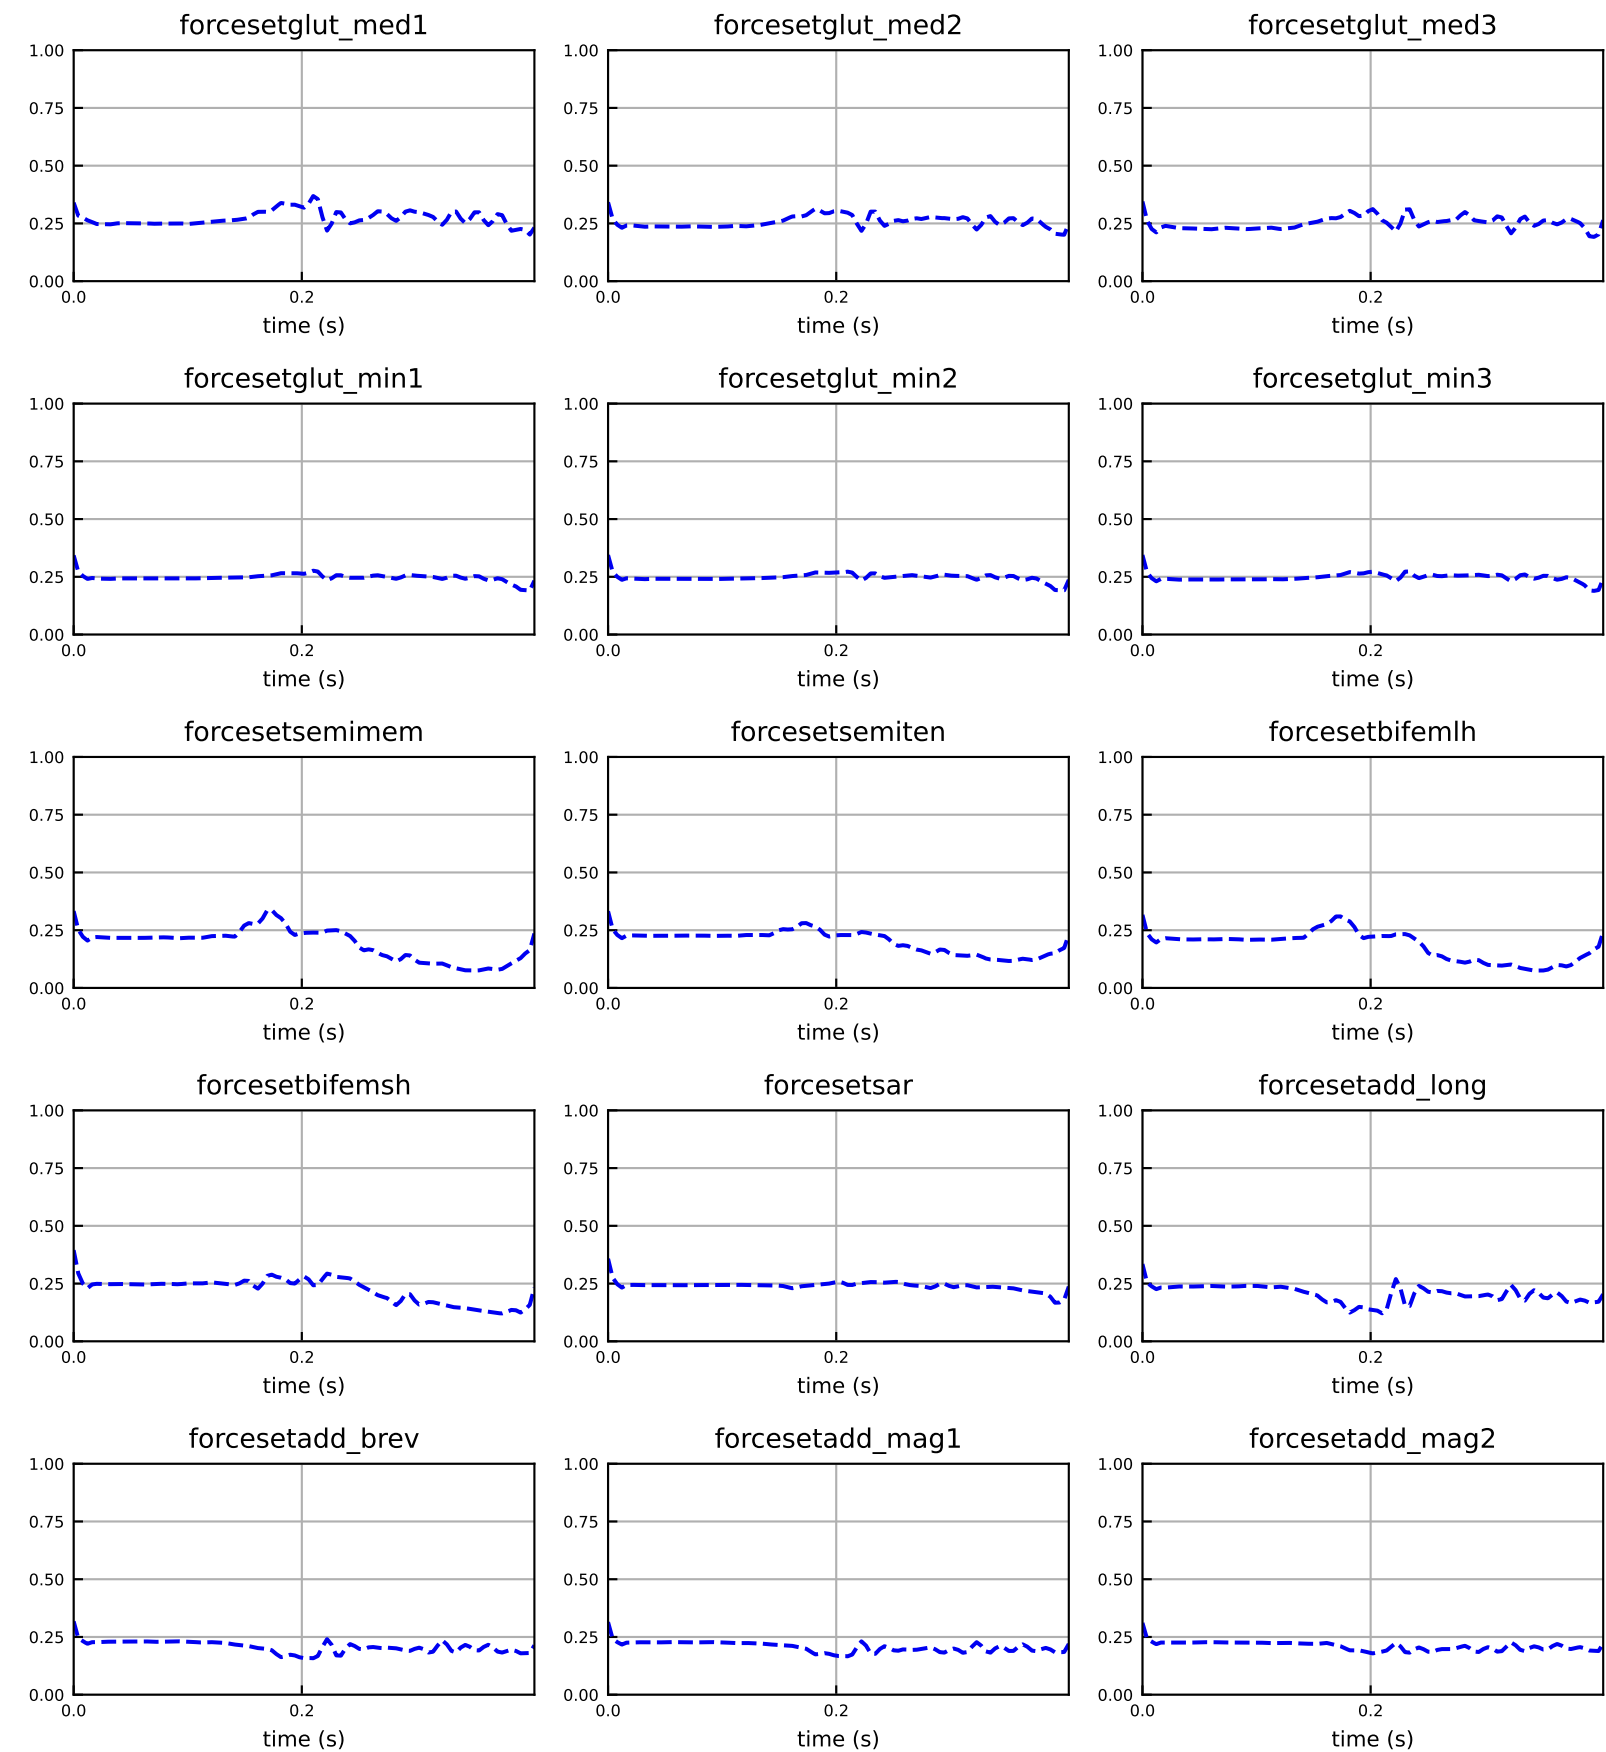 forcesetglut_med1 forcesetglut_med2 forcesetglut_med3
1.00 1.00 1.00
0.75 0.75 0.75
0.50 0.50 0.50
0.25 0.25 0.25
0.00 0.00 0.00
0.0 0.2 0.0 0.2 0.0 0.2
time (s) time (s) time (s)
forcesetglut_min1 forcesetglut_min2 forcesetglut_min3
1.00 1.00 1.00
0.75 0.75 0.75
0.50 0.50 0.50
0.25 0.25 0.25
0.00 0.00 0.00
0.0 0.2 0.0 0.2 0.0 0.2
time (s) time (s) time (s)
forcesetsemimem forcesetsemiten forcesetbifemlh
1.00 1.00 1.00
0.75 0.75 0.75
0.50 0.50 0.50
0.25 0.25 0.25
0.00 0.00 0.00
0.0 0.2 0.0 0.2 0.0 0.2
time (s) time (s) time (s)
forcesetbifemsh forcesetsar forcesetadd_long
1.00 1.00 1.00
0.75 0.75 0.75
0.50 0.50 0.50
0.25 0.25 0.25
0.00 0.00 0.00
0.0 0.2 0.0 0.2 0.0 0.2
time (s) time (s) time (s)
forcesetadd_brev forcesetadd_mag1 forcesetadd_mag2
1.00 1.00 1.00
0.75 0.75 0.75
0.50 0.50 0.50
0.25 0.25 0.25
0.00 0.00 0.00
0.0 0.2 0.0 0.2 0.0 0.2
time (s) time (s) time (s)